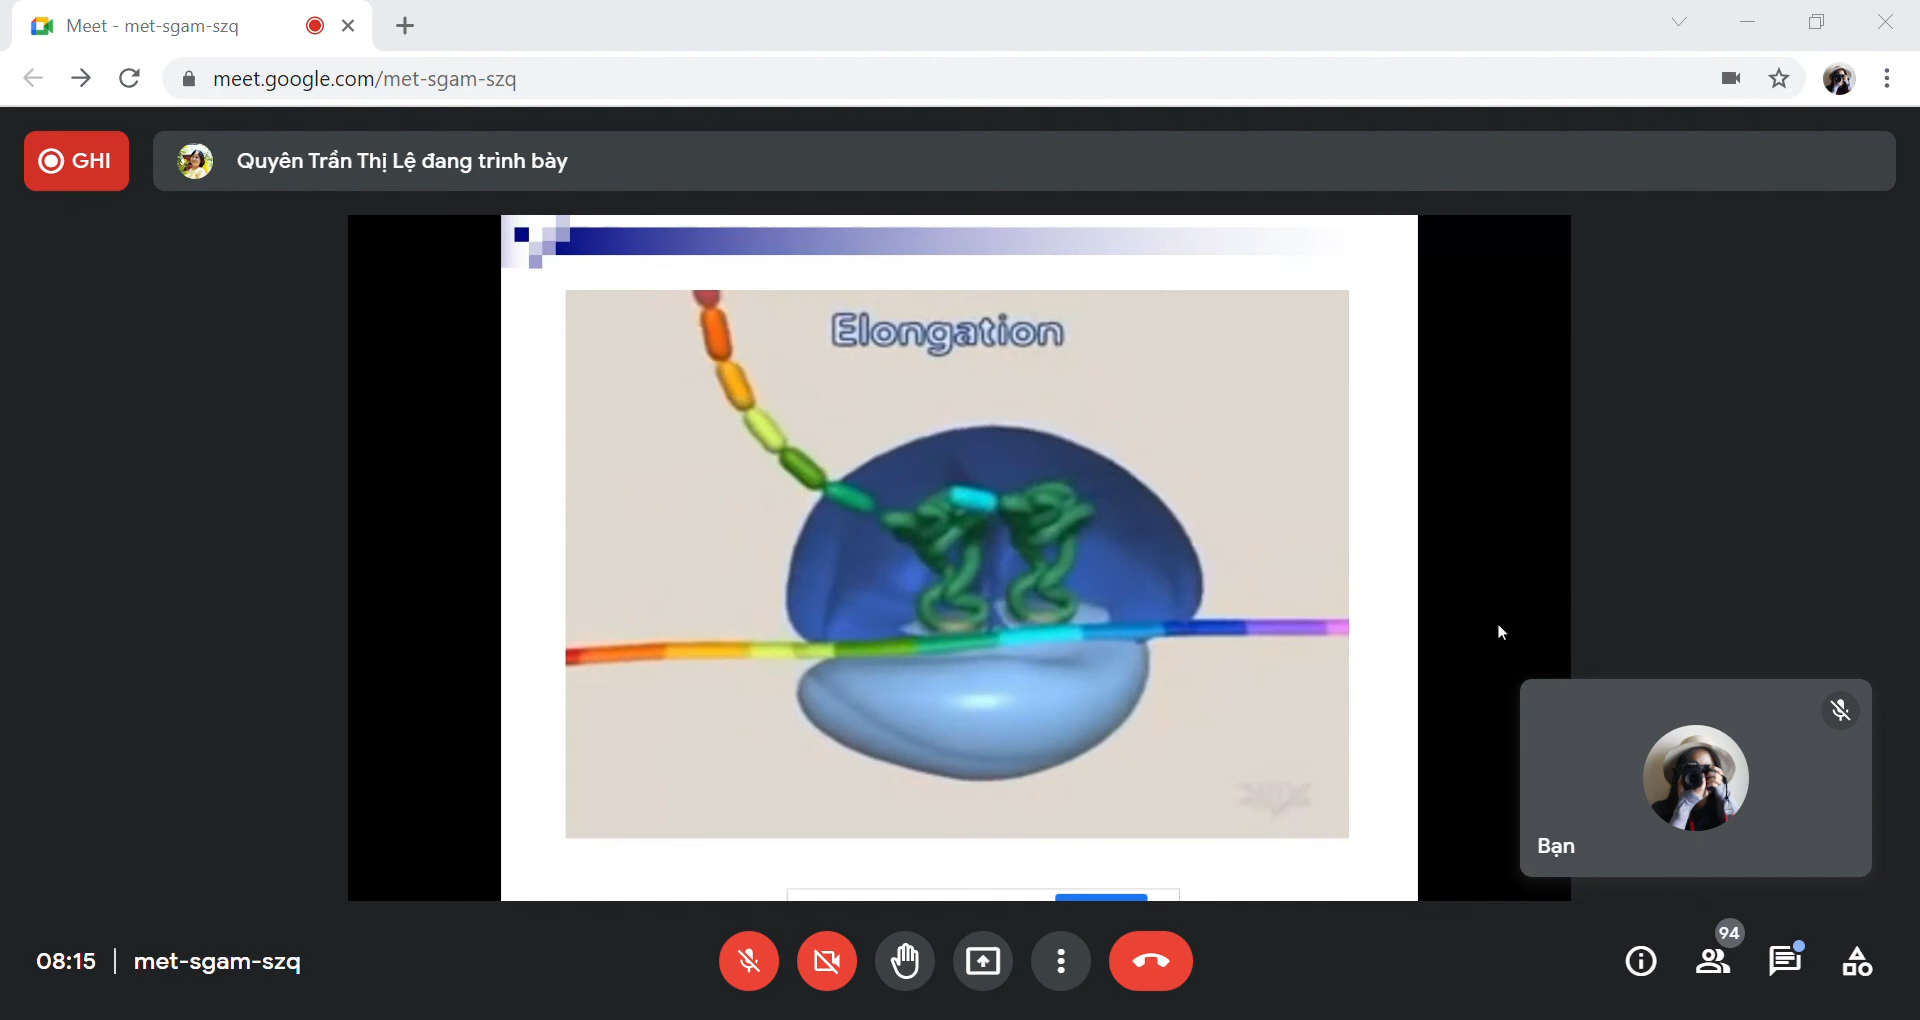 Meet - met-sgam-szq
meet.google.com/met-sgam-szq
GHI
Quyên Trần Thị Lệ đang trình bày
Elongation
Bạn
08:15 | met-sgam-szq
94